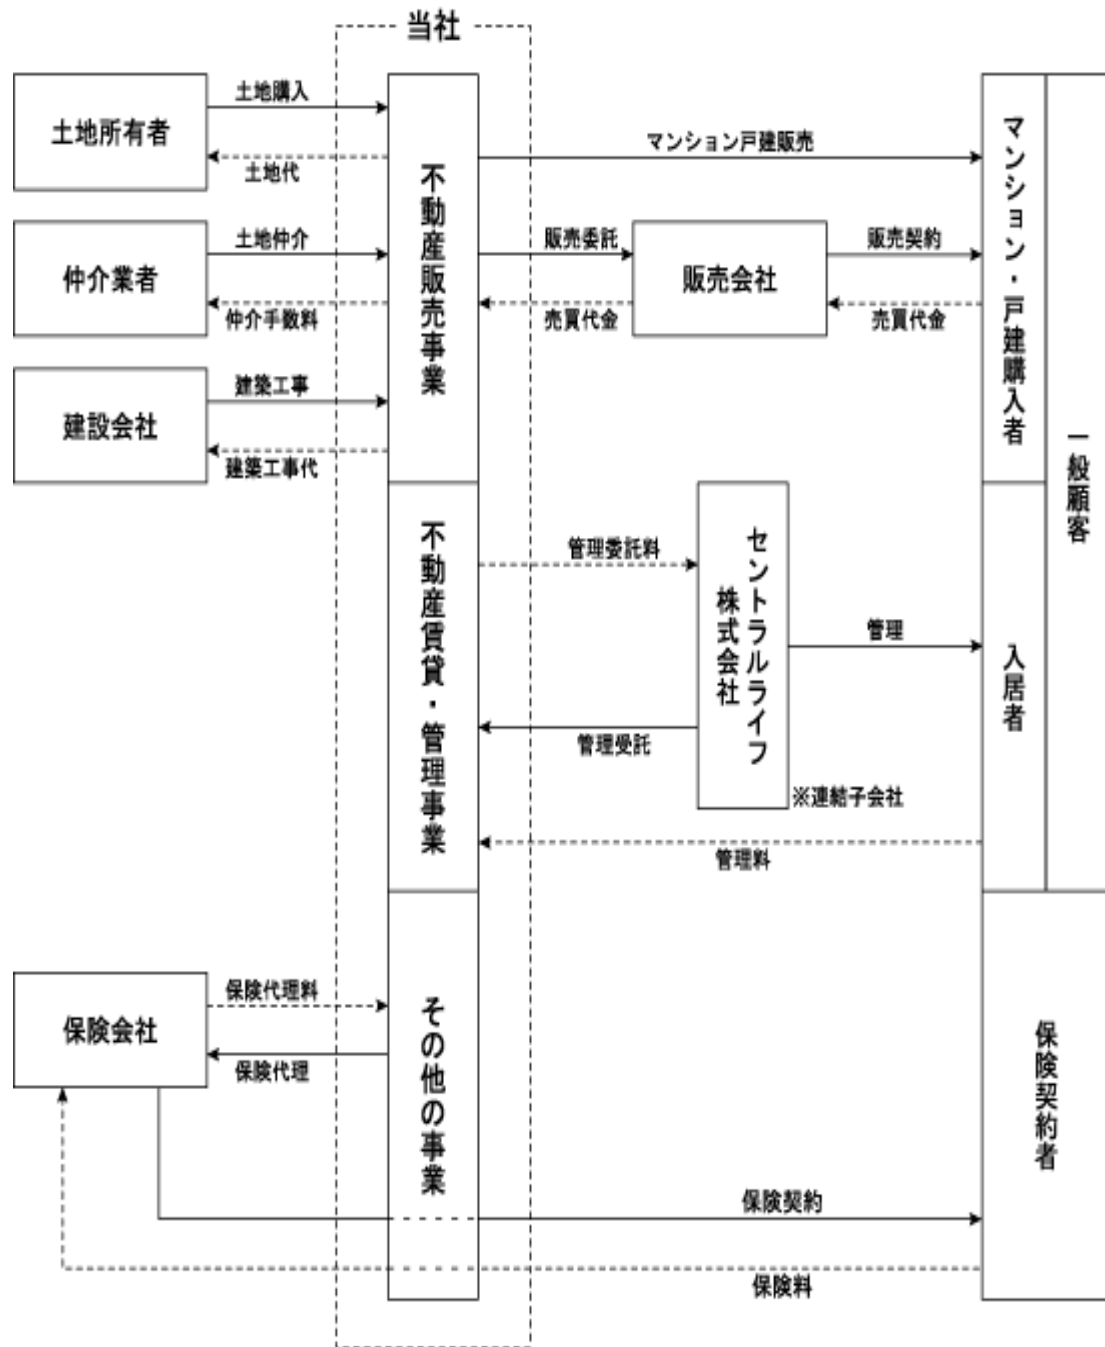 当社
土地所有者
土地購入
土地代
仲介業者
土地仲介
仲介手数料
建設会社
建築工事
建築工事代
不動産販売事業
マンション戸建販売
販売委託
売買代金
販売会社
販売契約
売買代金
マンション・戸建購入者
一般顧客
不動産賃貸・管理事業
管理委託料
管理受託
セントラルライフ
株式会社
※連結子会社
管理
管理料
入居者
保険会社
保険代理料
保険代理
その他の事業
保険契約
保険料
保険契約者